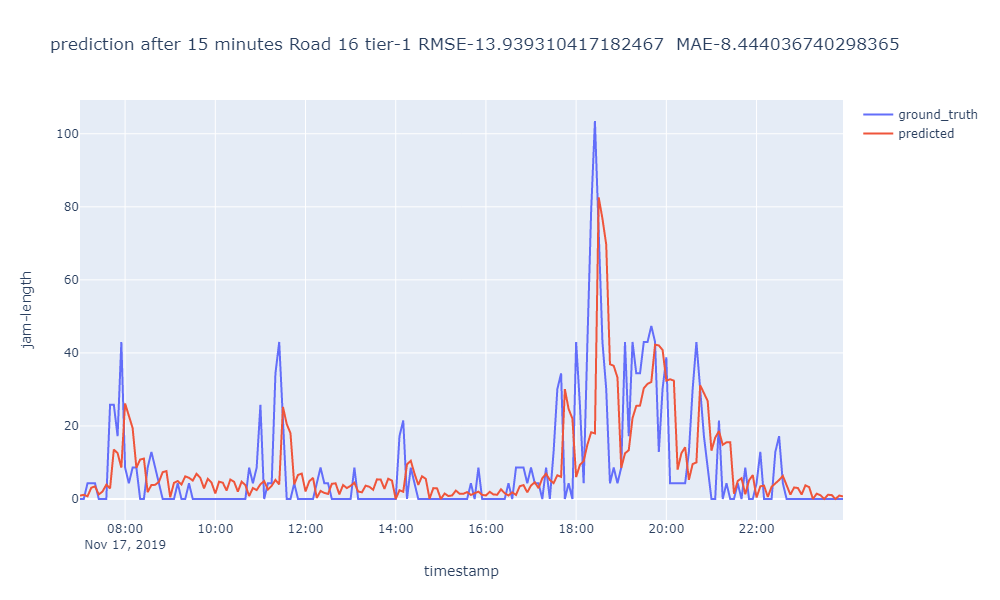 prediction after 15 minutes Road 16 tier-1 RMSE-13.939310417182467  MAE-8.444036740298365
ground_truth
predicted
100
80
60
40
20
0
jam-length
08:00 10:00 12:00 14:00 16:00 18:00 20:00 22:00
Nov 17, 2019
timestamp